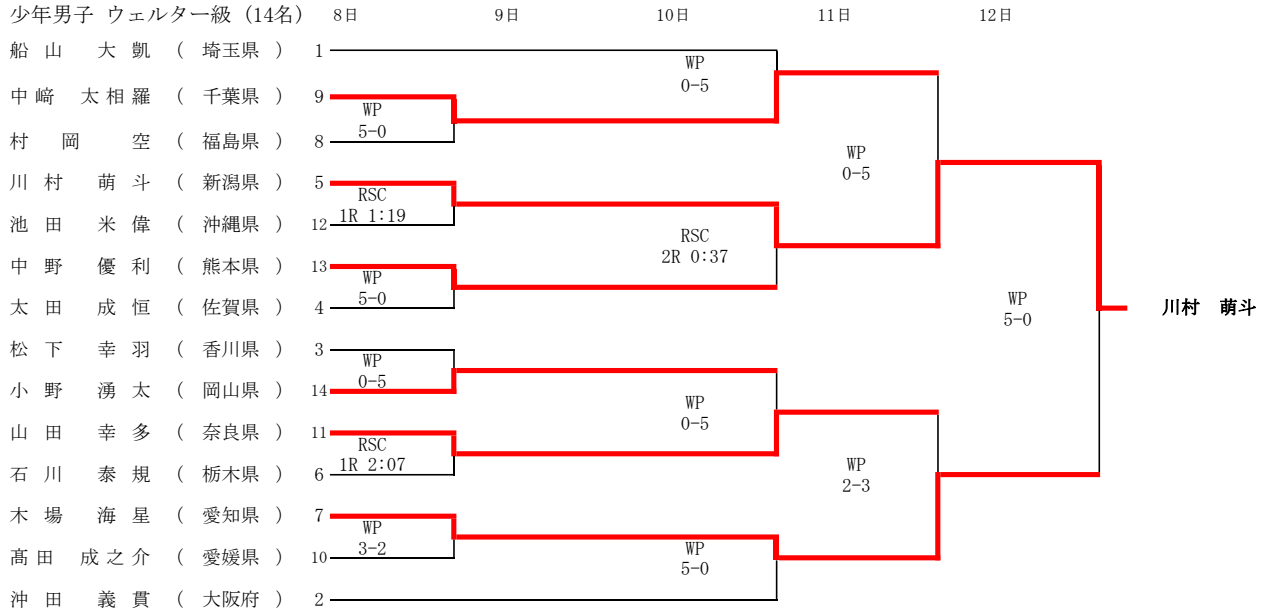 少年男子 ウェルター級 (14名) 8日 9日 10日 11日 12日
船山 大凱 ( 埼玉県 ) 1
WP
0-5
中﨑 太相羅 ( 千葉県 ) 9
WP
5-0
村岡 空 ( 福島県 ) 8
WP
0-5
川村 萌斗 ( 新潟県 ) 5
RSC
1R 1:19
池田 米偉 ( 沖縄県 ) 12
RSC
2R 0:37
中野 優利 ( 熊本県 ) 13
WP
5-0
太田 成恒 ( 佐賀県 ) 4
WP
5-0
川村 萌斗
松下 幸羽 ( 香川県 ) 3
WP
0-5
小野 湧太 ( 岡山県 ) 14
WP
0-5
山田 幸多 ( 奈良県 ) 11
RSC
1R 2:07
石川 泰規 ( 栃木県 ) 6
WP
2-3
木場 海星 ( 愛知県 ) 7
WP
3-2
髙田 成之介 ( 愛媛県 ) 10
WP
5-0
沖田 義貫 ( 大阪府 ) 2